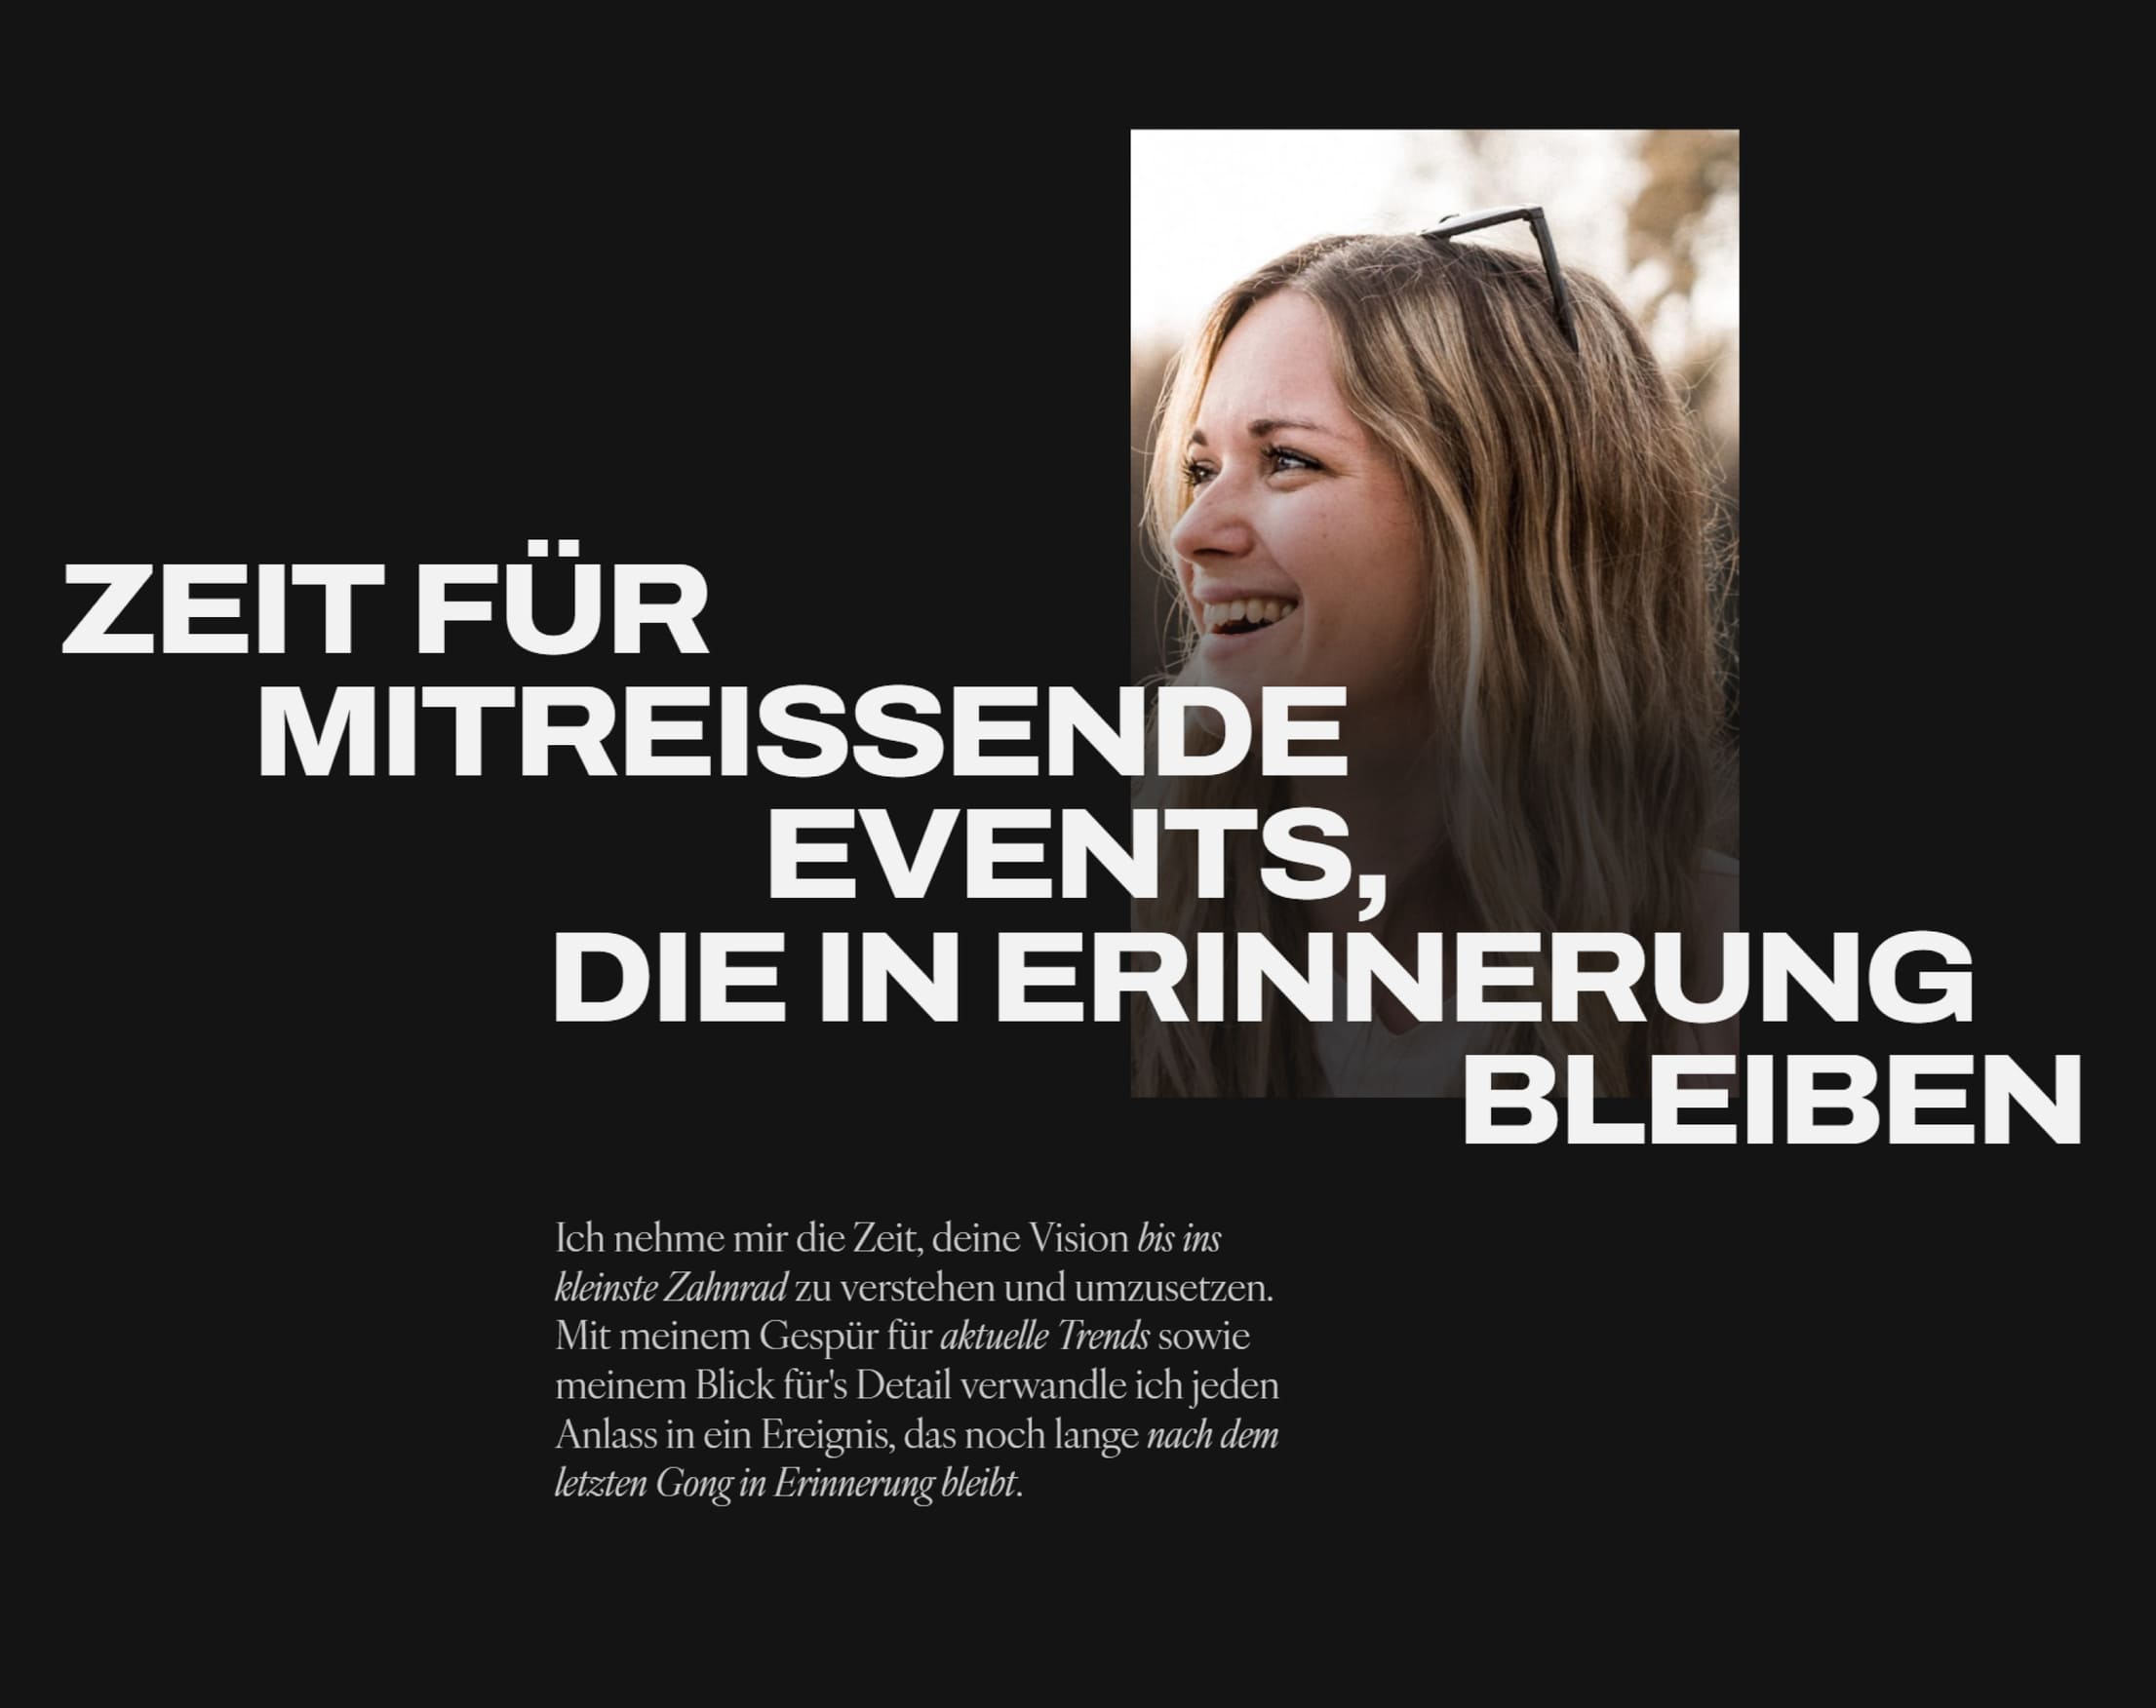 ZEIT FÜR
MITREISSENDE
EVENTS,
DIE IN ERINNERUNG
BLEIBEN
Ich nehme mir die Zeit, deine Vision bis ins
kleinste Zahnrad zu verstehen und umzusetzen.
Mit meinem Gespür für aktuelle Trends sowie
meinem Blick für's Detail verwandle ich jeden
Anlass in ein Ereignis, das noch lange nach dem
letzten Gong in Erinnerung bleibt.